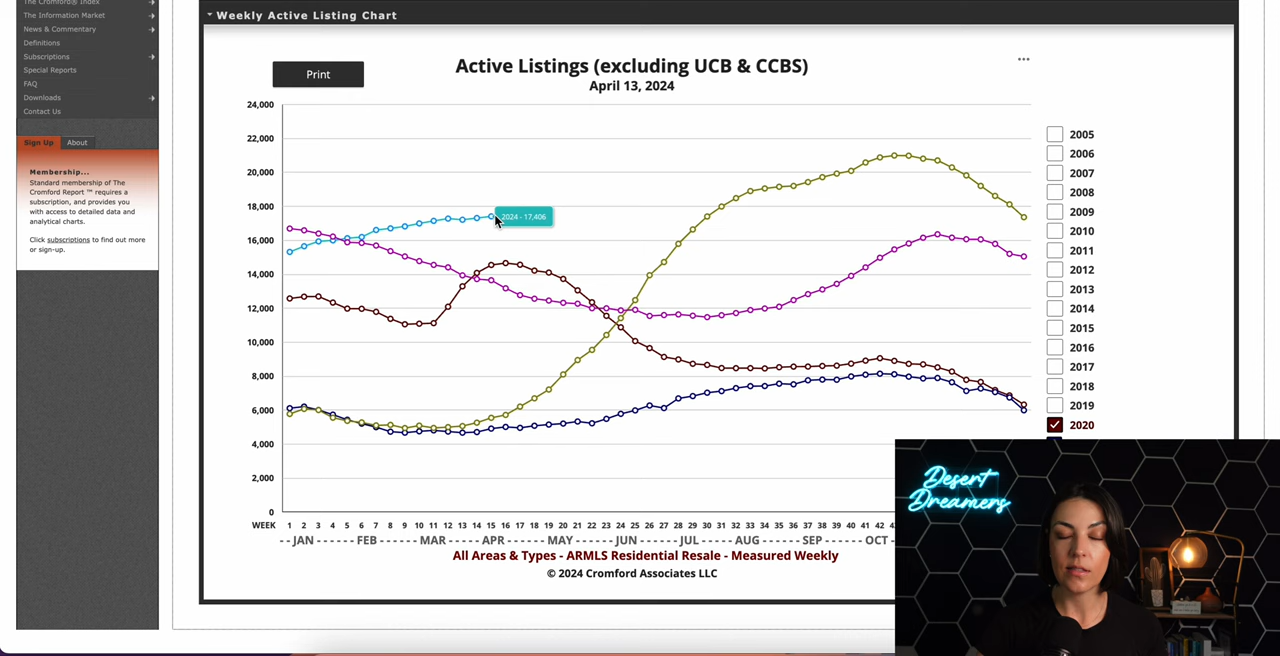 The Cromford® Index
The Information Market
News & Commentary
Definitions
Subscriptions
Special Reports
FAQ
Downloads
Contact Us
Sign Up About
Membership...
Standard membership of The
Cromford Report ™ requires a
subscription, and provides you
with access to detailed data and
analytical charts.
Click subscriptions to find out more
or sign-up.
Weekly Active Listing Chart
Print
Active Listings (excluding UCB & CCBS)
April 13, 2024
24,000
22,000
20,000
18,000
16,000
14,000
12,000
10,000
8,000
6,000
4,000
2,000
0
2024 - 17,406
WEEK 1 2 3 4 5 6 7 8 9 10 11 12 13 14 15 16 17 18 19 20 21 22 23 24 25 26 27 28 29 30 31 32 33 34 35 36 37 38 39 40 41 42
- - JAN - - - - - - FEB - - - - - - MAR - - - - - - APR - - - - - - MAY - - - - - - JUN - - - - - - JUL - - - - - AUG - - - - - - SEP - - - - - - OCT - -
All Areas & Types - ARMLS Residential Resale - Measured Weekly
© 2024 Cromford Associates LLC
2005
2006
2007
2008
2009
2010
2011
2012
2013
2014
2015
2016
2017
2018
2019
2020
Desert
Dreamers